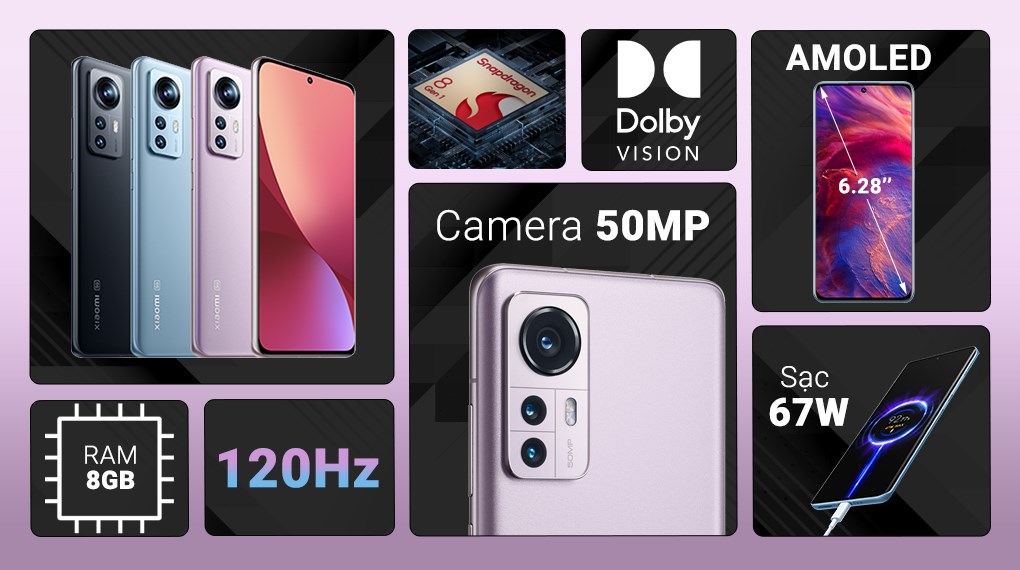 xiaomi
xiaomi
xiaomi
Snapdragon
8
Gen 1
Dolby
VISION
AMOLED
6.28”
Camera 50MP
50MP
Sạc
67W
RAM
8GB
120Hz